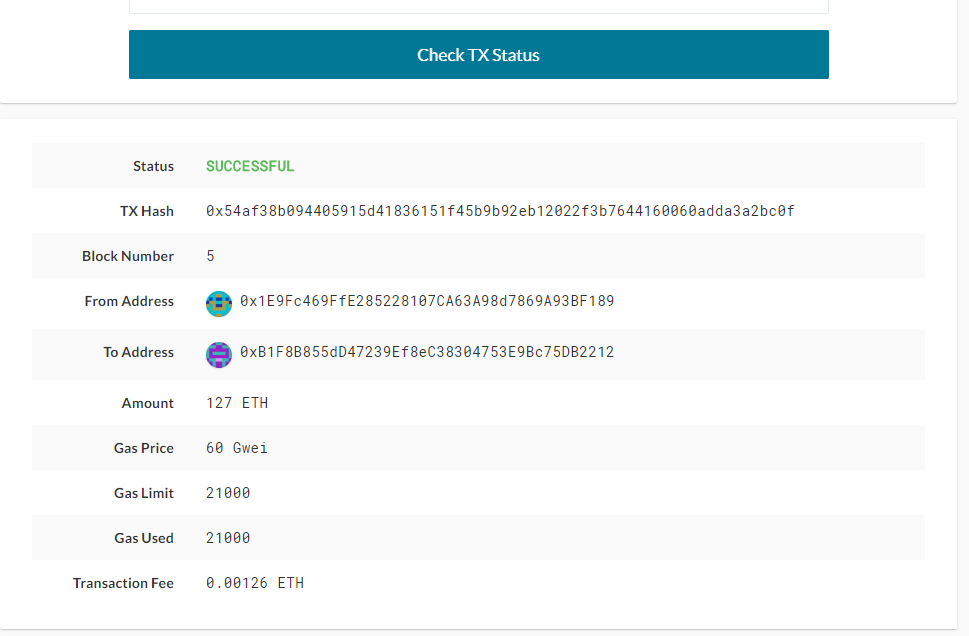 Check TX Status
Status SUCCESSFUL
TX Hash 0x54af38b094405915d41836151f45b9b92eb12022f3b7644160060adda3a2bc0f
Block Number 5
From Address 0x1E9Fc469FfE285228107CA63A98d7869A93BF189
To Address 0xB1F8B855dD47239Ef8eC38304753E9Bc75DB2212
Amount 127 ETH
Gas Price 60 Gwei
Gas Limit 21000
Gas Used 21000
Transaction Fee 0.00126 ETH